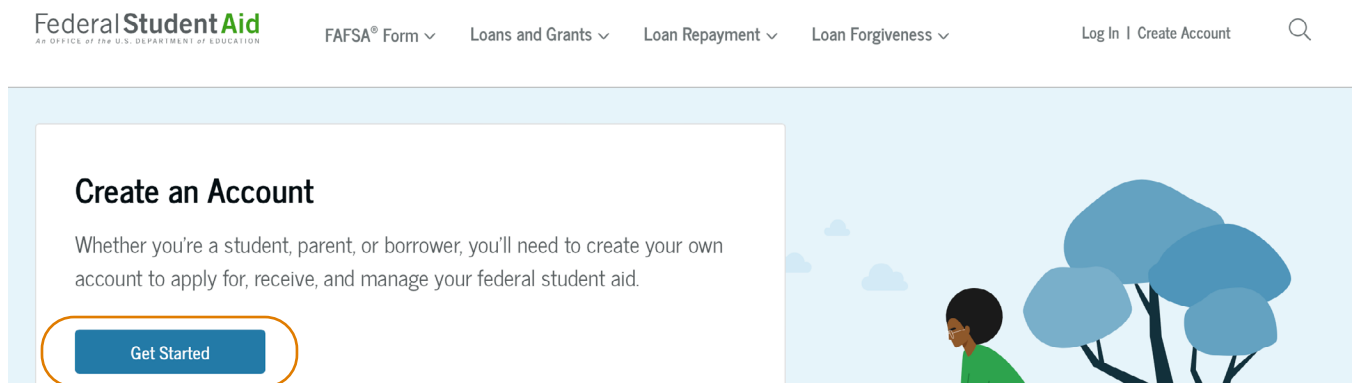 Federal Student Aid
An OFFICE of the U.S. DEPARTMENT of EDUCATION
FAFSA® Form Loans and Grants Loan Repayment Loan Forgiveness Log In | Create Account
Create an Account
Whether you're a student, parent, or borrower, you'll need to create your own
account to apply for, receive, and manage your federal student aid.
Get Started